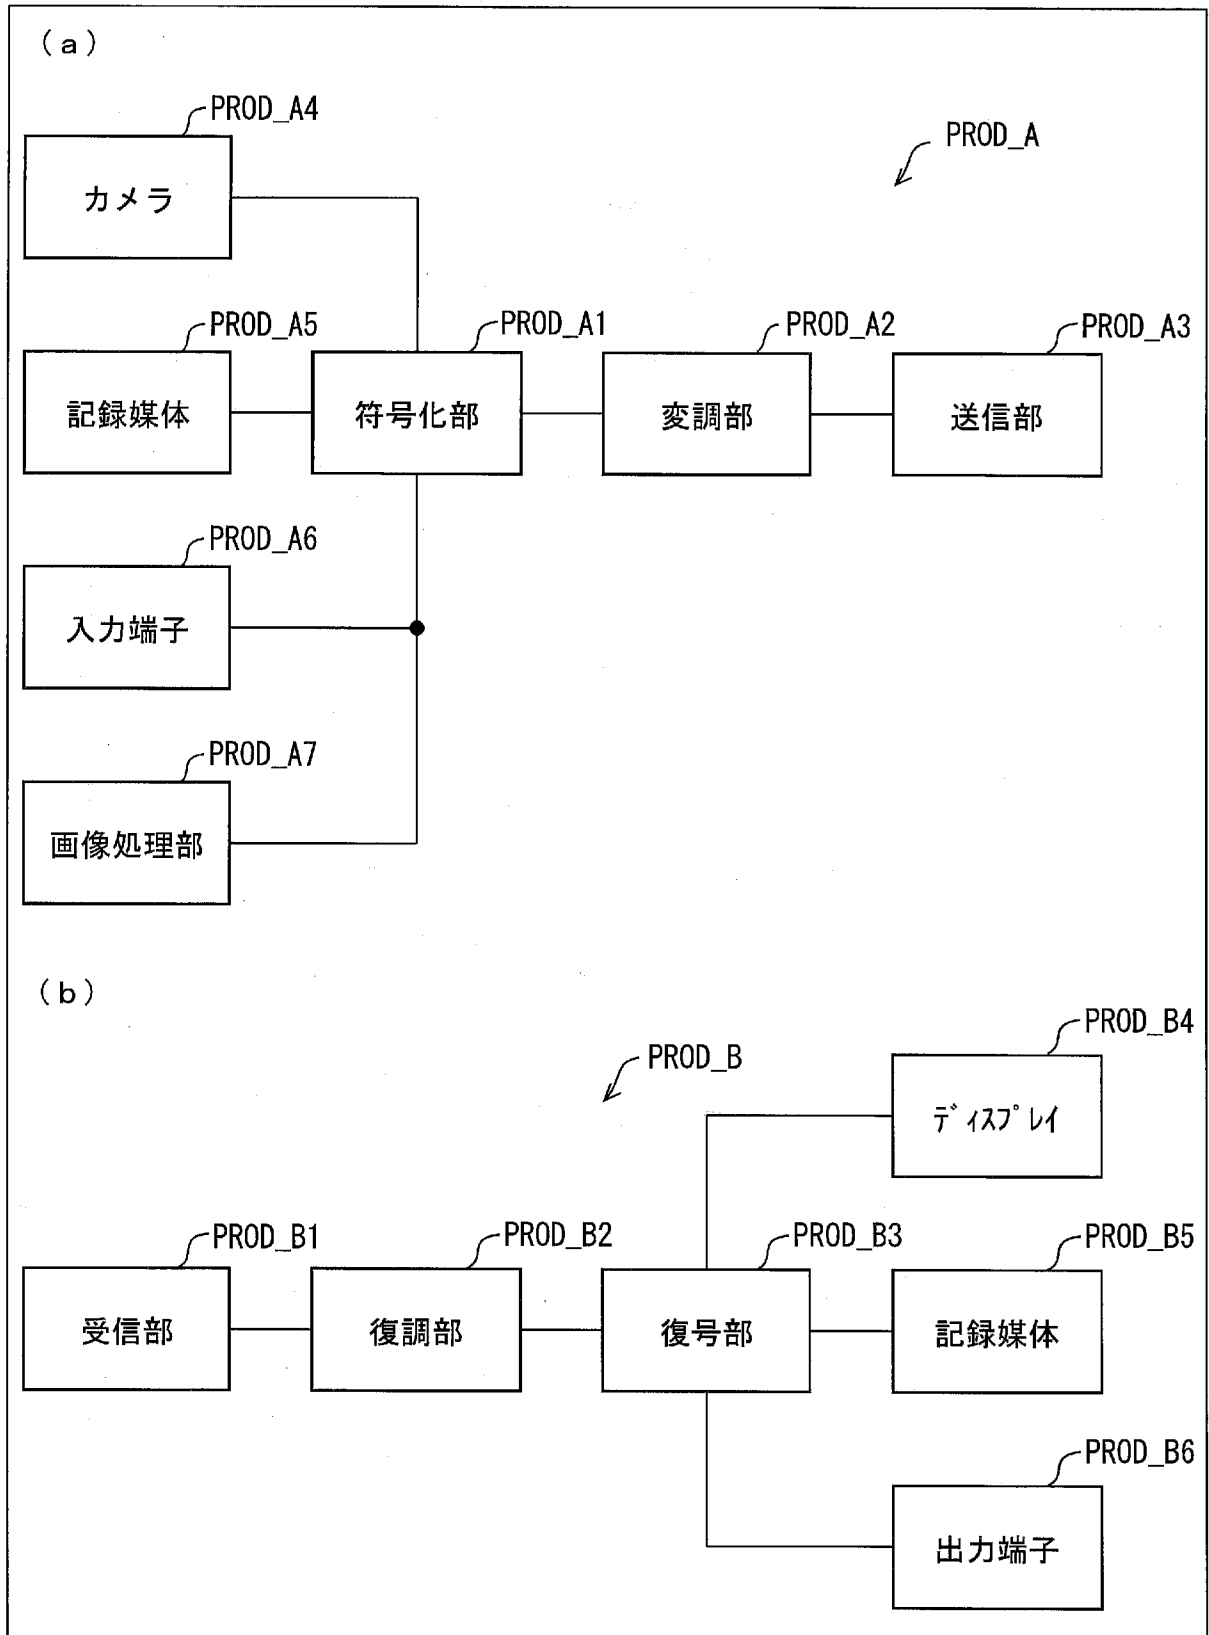 (a)
PROD_A4
PROD_A
カメラ
PROD_A5
PROD_A1
PROD_A2
PROD_A3
記録媒体
符号化部
変調部
送信部
PROD_A6
入力端子
PROD_A7
画像処理部
(b)
PROD_B4
PROD_B
ディスプレイ
PROD_B1
PROD_B2
PROD_B3
PROD_B5
受信部
復調部
復号部
記録媒体
PROD_B6
出力端子